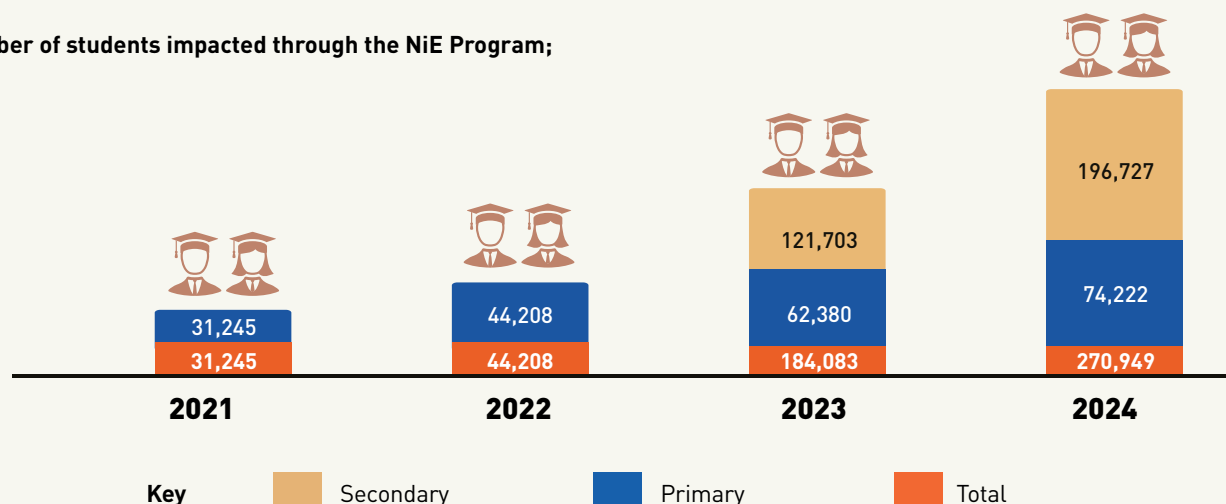 of students impacted through the NiE Program;
196,727
121,703
74,222
31,245
44,208
62,380
31,245
44,208
184,083
270,949
2021
2022
2023
2024
Key
Secondary
Primary
Total